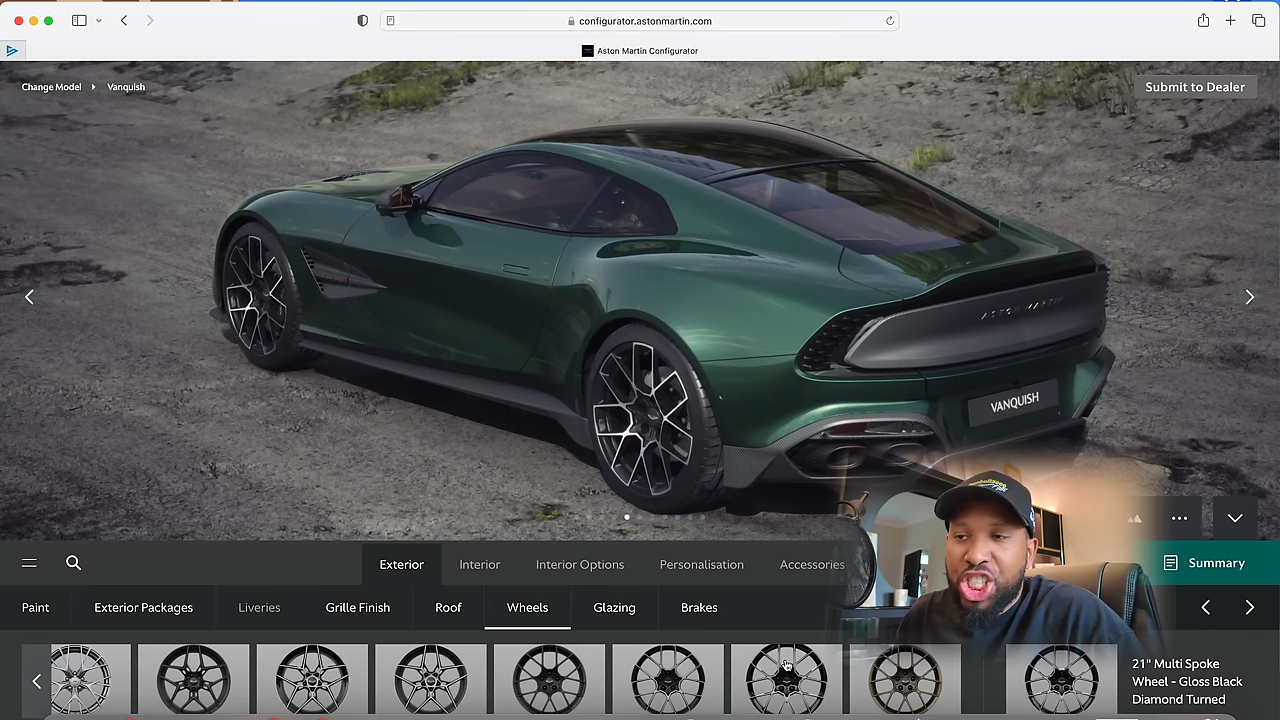 configurator.astonmartin.com
Aston Martin Configurator
Change Model
Vanquish
Submit to Dealer
ASTON MARTIN
VANQUISH
Exterior
Interior
Interior Options
Personalisation
Accessories
Summary
Paint
Exterior Packages
Liveries
Grille Finish
Roof
Wheels
Glazing
Brakes
21" Multi Spoke
Wheel - Gloss Black
Diamond Turned